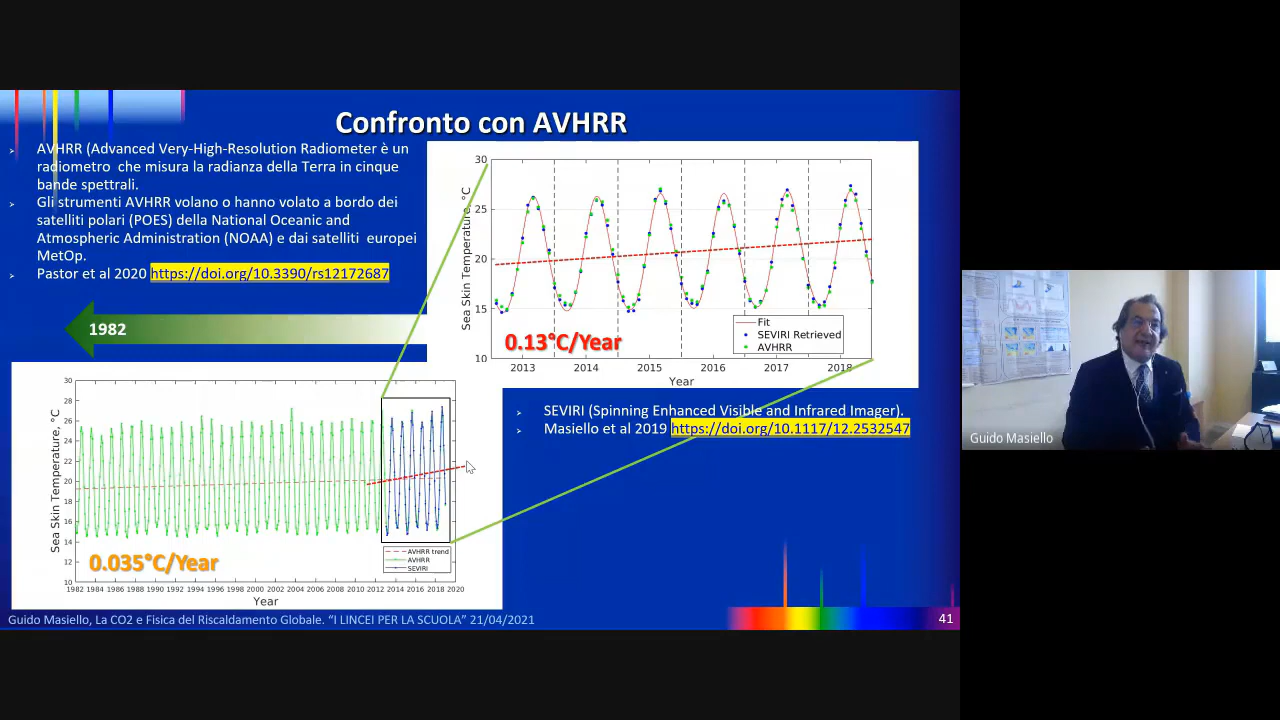 Confronto con AVHRR
AVHRR (Advanced Very-High-Resolution Radiometer è un
radiometro che misura la radianza della Terra in cinque
bande spettrali.
Gli strumenti AVHRR volano o hanno volato a bordo dei
satelliti polari (POES) della National Oceanic and
Atmospheric Administration (NOAA) e dai satelliti europei
MetOp.
Pastor et al 2020 https://doi.org/10.3390/rs12172687
1982
30
25
20
15
10
Sea Skin Temperature, °C
0.13°C/Year
Fit
SEVIRI Retrieved
AVHRR
2013 2014 2015 2016 2017 2018
Year
SEVIRI (Spinning Enhanced Visible and Infrared Imager).
Masiello et al 2019 https://doi.org/10.1117/12.2532547
30
28
26
24
22
20
18
16
14
12
10
Sea Skin Temperature, °C
0.035°C/Year
AVHRR trend
AVHRR
SEVIRI
1982 1984 1986 1988 1990 1992 1994 1996 1998 2000 2002 2004 2006 2008 2010 2012 2014 2016 2018 2020
Year
Guido Masiello, La CO2 e Fisica del Riscaldamento Globale. “I LINCEI PER LA SCUOLA” 21/04/2021
41
Guido Masiello